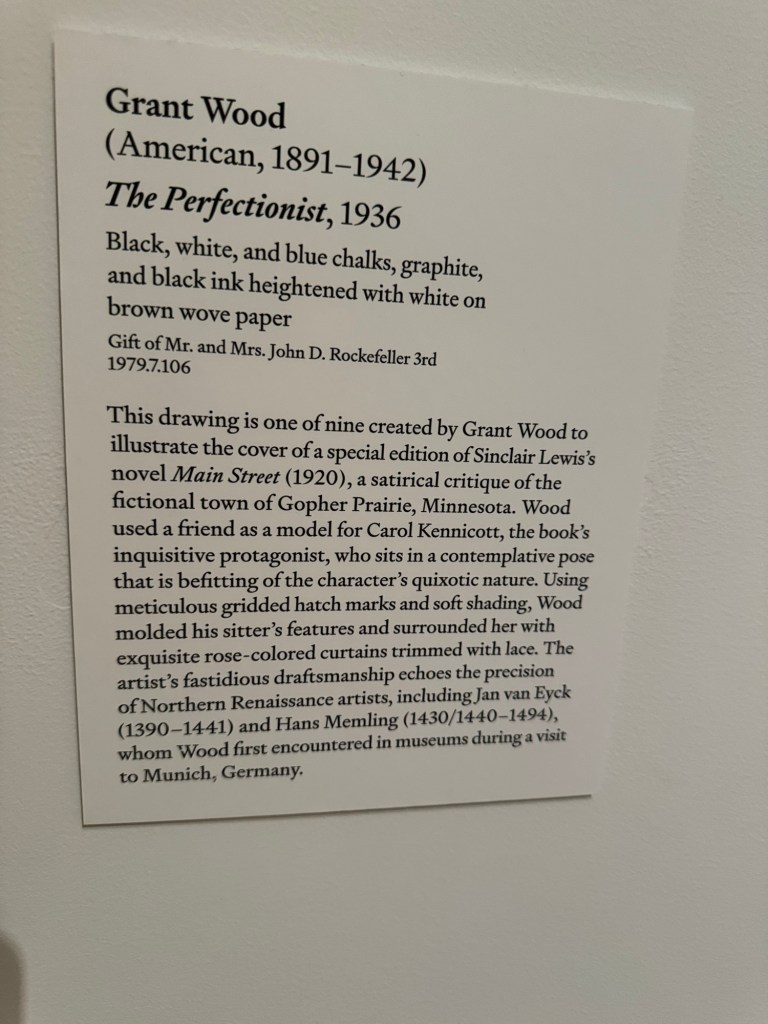 Grant Wood
(American, 1891–1942)
The Perfectionist, 1936
Black, white, and blue chalks, graphite,
and black ink heightened with white on
brown wove paper
Gift of Mr. and Mrs. John D. Rockefeller 3rd
1979.7.106
This drawing is one of nine created by Grant Wood to
illustrate the cover of a special edition of Sinclair Lewis's
novel Main Street (1920), a satirical critique of the
fictional town of Gopher Prairie, Minnesota. Wood
used a friend as a model for Carol Kennicott, the book's
inquisitive protagonist, who sits in a contemplative pose
that is befitting of the character's quixotic nature. Using
meticulous gridded hatch marks and soft shading, Wood
molded his sitter's features and surrounded her with
exquisite rose-colored curtains trimmed with lace. The
artist's fastidious draftsmanship echoes the precision
of Northern Renaissance artists, including Jan van Eyck
(1390–1441) and Hans Memling (1430/1440–1494),
whom Wood first encountered in museums during a visit
to Munich, Germany.